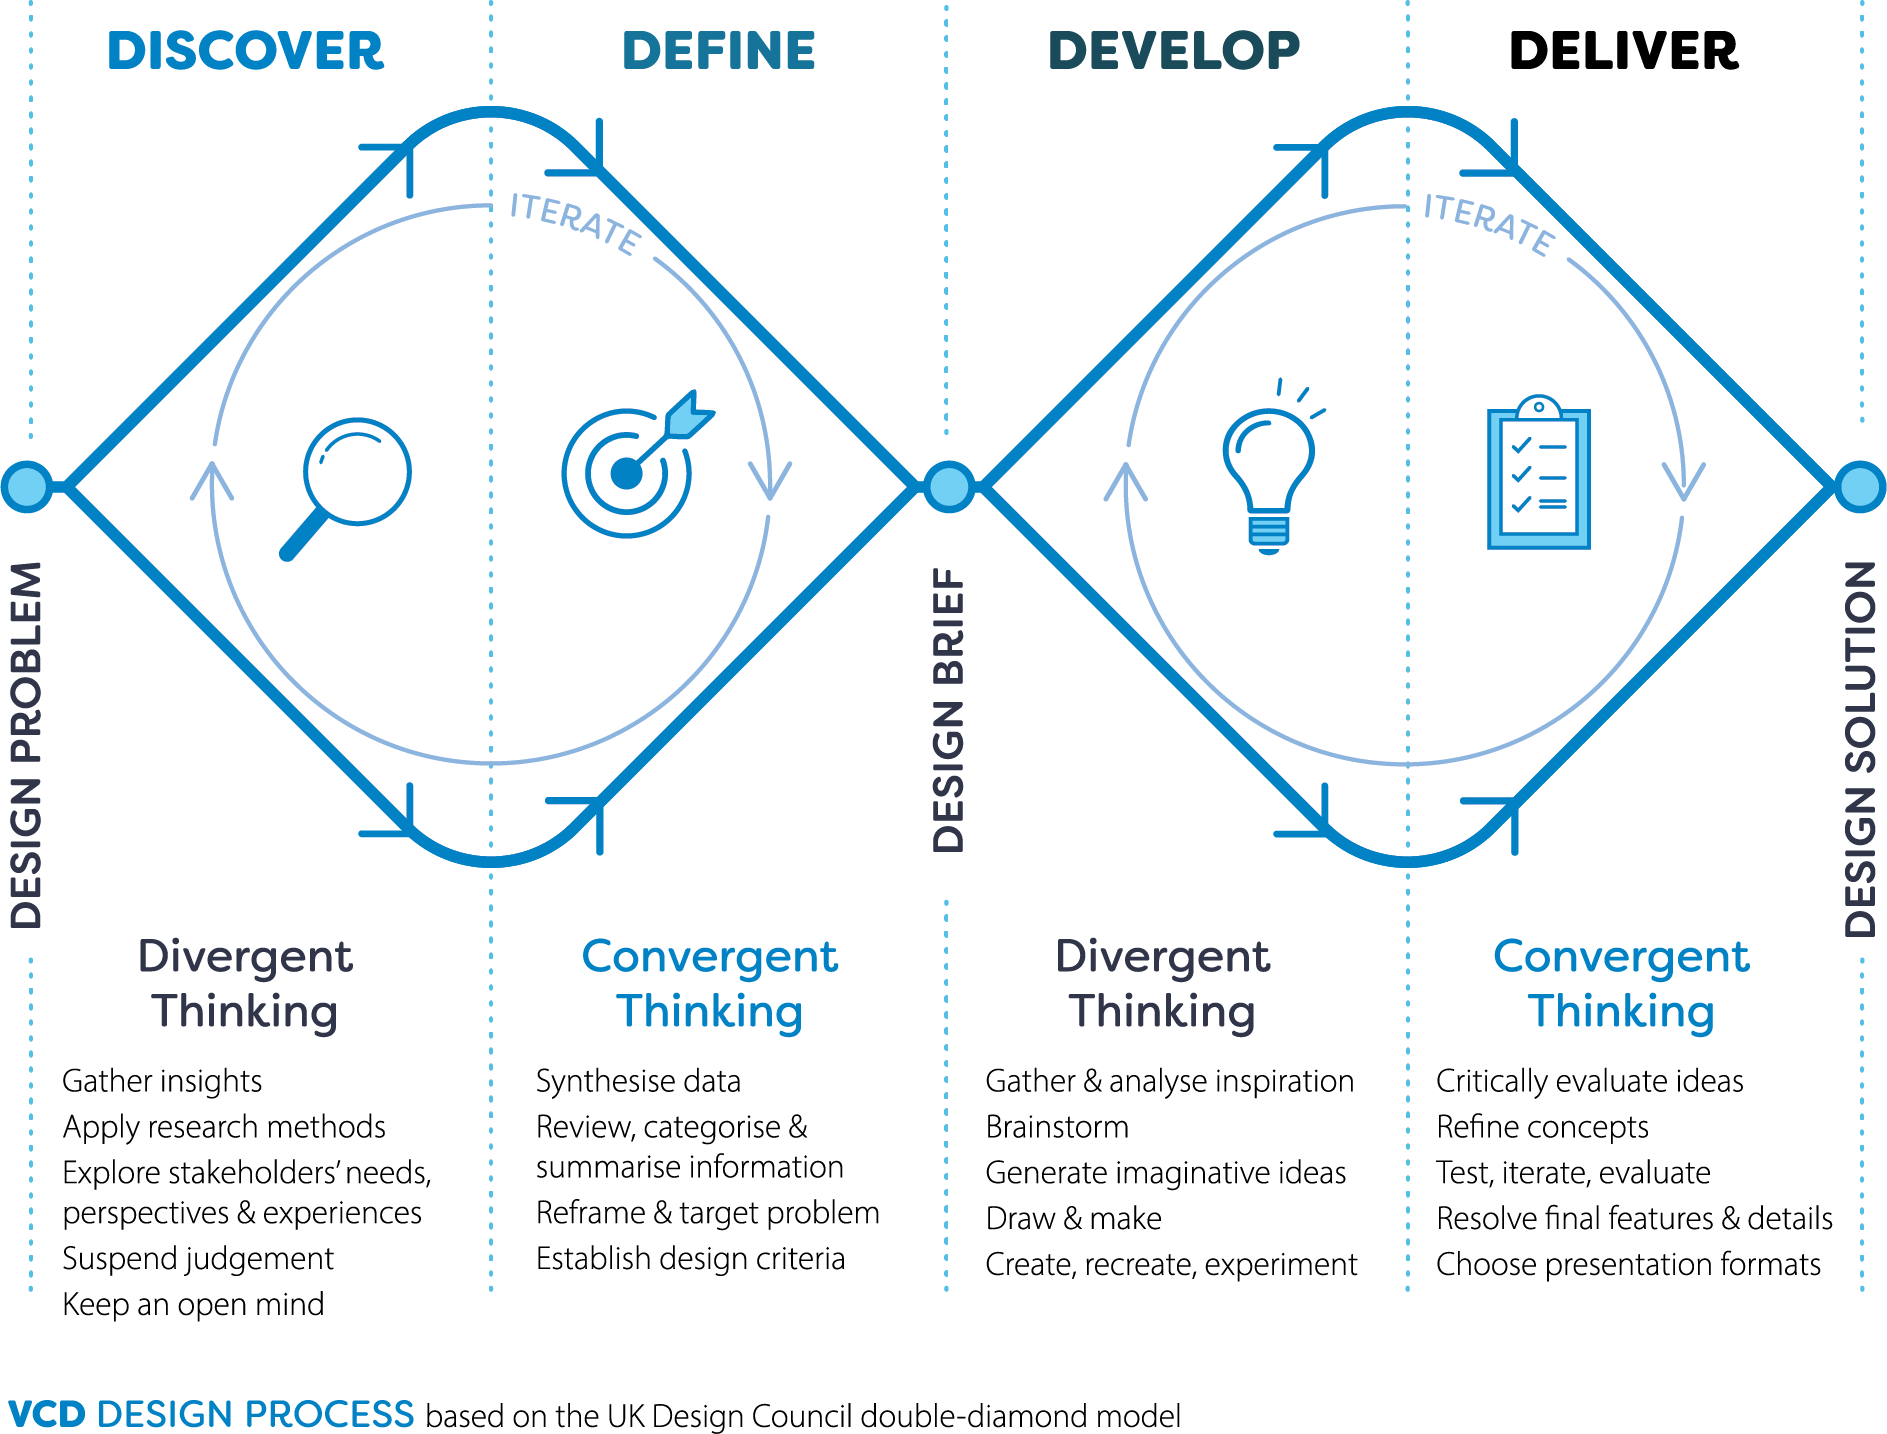 DISCOVER
DEFINE
DEVELOP
DELIVER
ITERATE
ITERATE
DESIGN PROBLEM
DESIGN BRIEF
DESIGN SOLUTION
Divergent
Thinking
Gather insights
Apply research methods
Explore stakeholders’ needs,
perspectives & experiences
Suspend judgement
Keep an open mind
Convergent
Thinking
Synthesise data
Review, categorise &
summarise information
Reframe & target problem
Establish design criteria
Divergent
Thinking
Gather & analyse inspiration
Brainstorm
Generate imaginative ideas
Draw & make
Create, recreate, experiment
Convergent
Thinking
Critically evaluate ideas
Refine concepts
Test, iterate, evaluate
Resolve final features & details
Choose presentation formats
VCD DESIGN PROCESS based on the UK Design Council double-diamond model